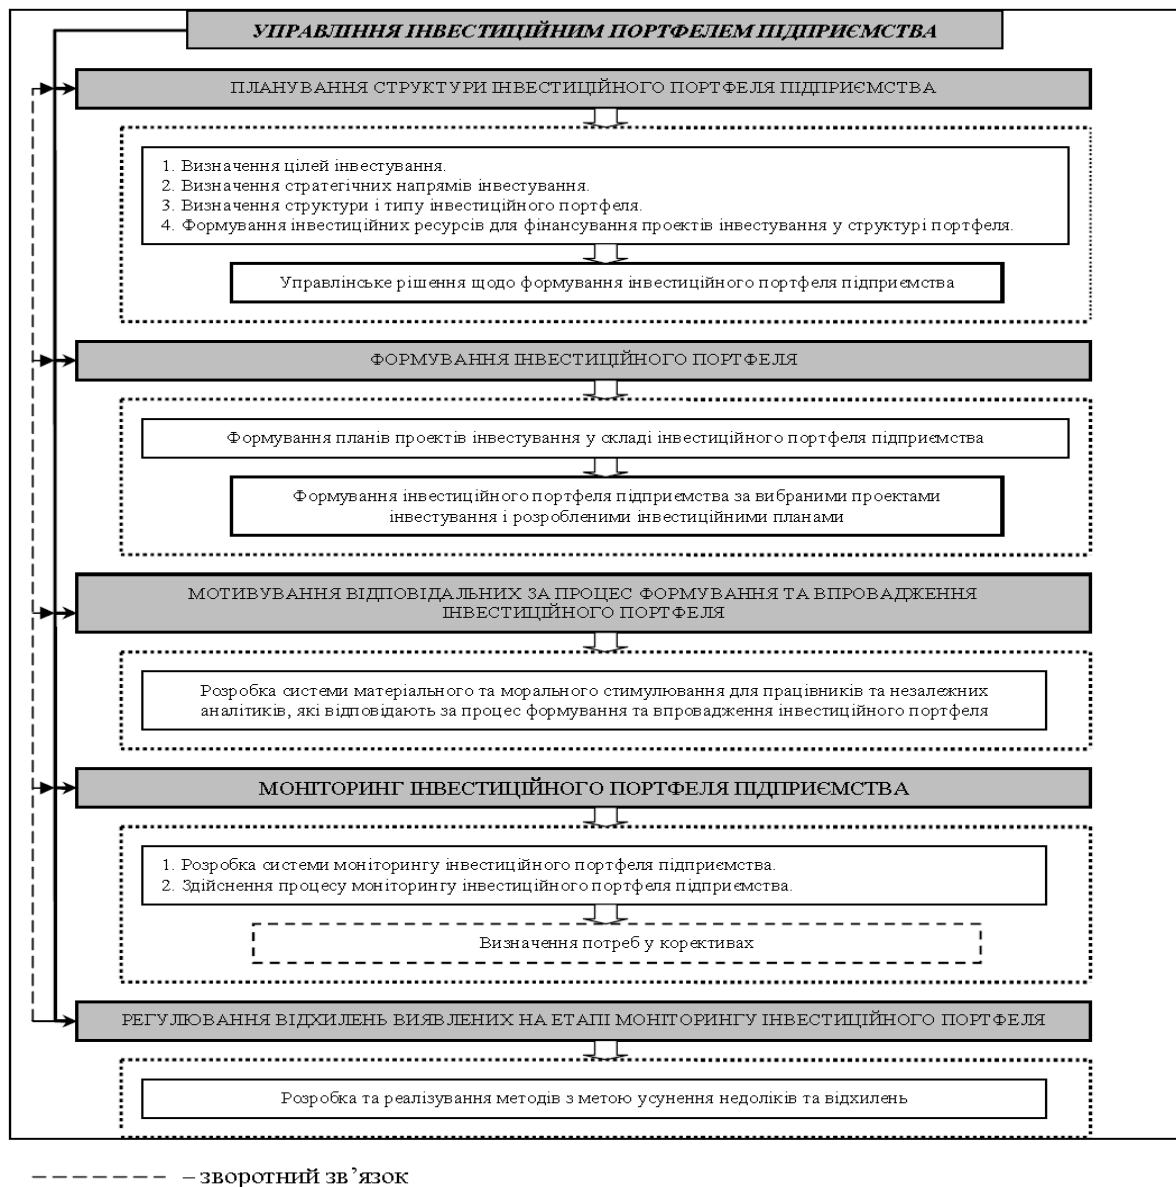 УПРАВЛІННЯ ІНВЕСТИЦІЙНИМ ПОРТФЕЛЕМ ПІДПРИЄМСТВА
ПЛАНУВАННЯ СТРУКТУРИ ІНВЕСТИЦІЙНОГО ПОРТФЕЛЯ ПІДПРИЄМСТВА
1. Визначення цілей інвестування.
2. Визначення стратегічних напрямів інвестування.
3. Визначення структури і типу інвестиційного портфеля.
4. Формування інвестиційних ресурсів для фінансування проектів інвестування у структурі портфеля.
Управлінське рішення щодо формування інвестиційного портфеля підприємства
ФОРМУВАННЯ ІНВЕСТИЦІЙНОГО ПОРТФЕЛЯ
Формування планів проектів інвестування у складі інвестиційного портфеля підприємства
Формування інвестиційного портфеля підприємства за вибраними проектами
інвестування і розробленими інвестиційними планами
МОТИВУВАННЯ ВІДПОВІДАЛЬНИХ ЗА ПРОЦЕС ФОРМУВАННЯ ТА ВПРОВАДЖЕННЯ
ІНВЕСТИЦІЙНОГО ПОРТФЕЛЯ
Розробка системи матеріального та морального стимулювання для працівників та незалежних
аналітиків, які відповідають за процес формування та впровадження інвестиційного портфеля
МОНІТОРИНГ ІНВЕСТИЦІЙНОГО ПОРТФЕЛЯ ПІДПРИЄМСТВА
1. Розробка системи моніторингу інвестиційного портфеля підприємства.
2. Здійснення процесу моніторингу інвестиційного портфеля підприємства.
Визначення потреб у корективах
РЕГУЛЮВАННЯ ВІДХИЛЕНЬ ВИЯВЛЕНИХ НА ЕТАПІ МОНІТОРИНГУ ІНВЕСТИЦІЙНОГО ПОРТФЕЛЯ
Розробка та реалізування методів з метою усунення недоліків та відхилень
– зворотний зв’язок